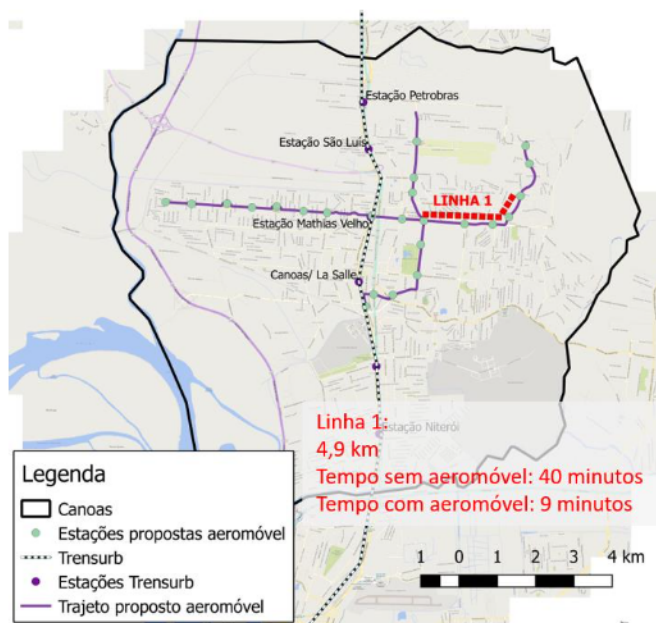 Estação Petrobras
Estação São Luis
LINHA 1
Estação Mathias Velho
Canoas/ La Salle
Estação Niterói
Linha 1:
4,9 km
Tempo sem aeromóvel: 40 minutos
Tempo com aeromóvel: 9 minutos
Legenda
Canoas
Estações propostas aeromóvel
Trensurb
Estações Trensurb
Trajeto proposto aeromóvel
1 0 1 2 3 4 km